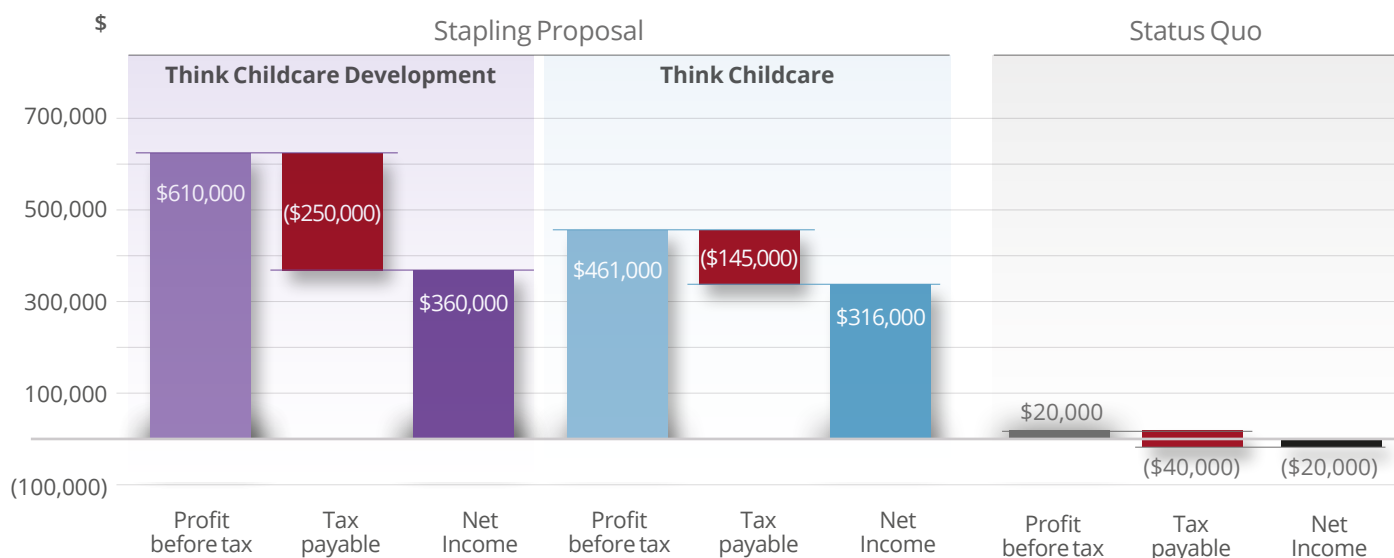 $
Stapling Proposal
Status Quo
Think Childcare Development
Think Childcare
700,000
500,000
300,000
100,000
(100,000)
$610,000
($250,000)
$360,000
$461,000
($145,000)
$316,000
$20,000
($40,000)
($20,000)
Profit
before tax
Tax
payable
Net
Income
Profit
before tax
Tax
payable
Net
Income
Profit
before tax
Tax
payable
Net
Income